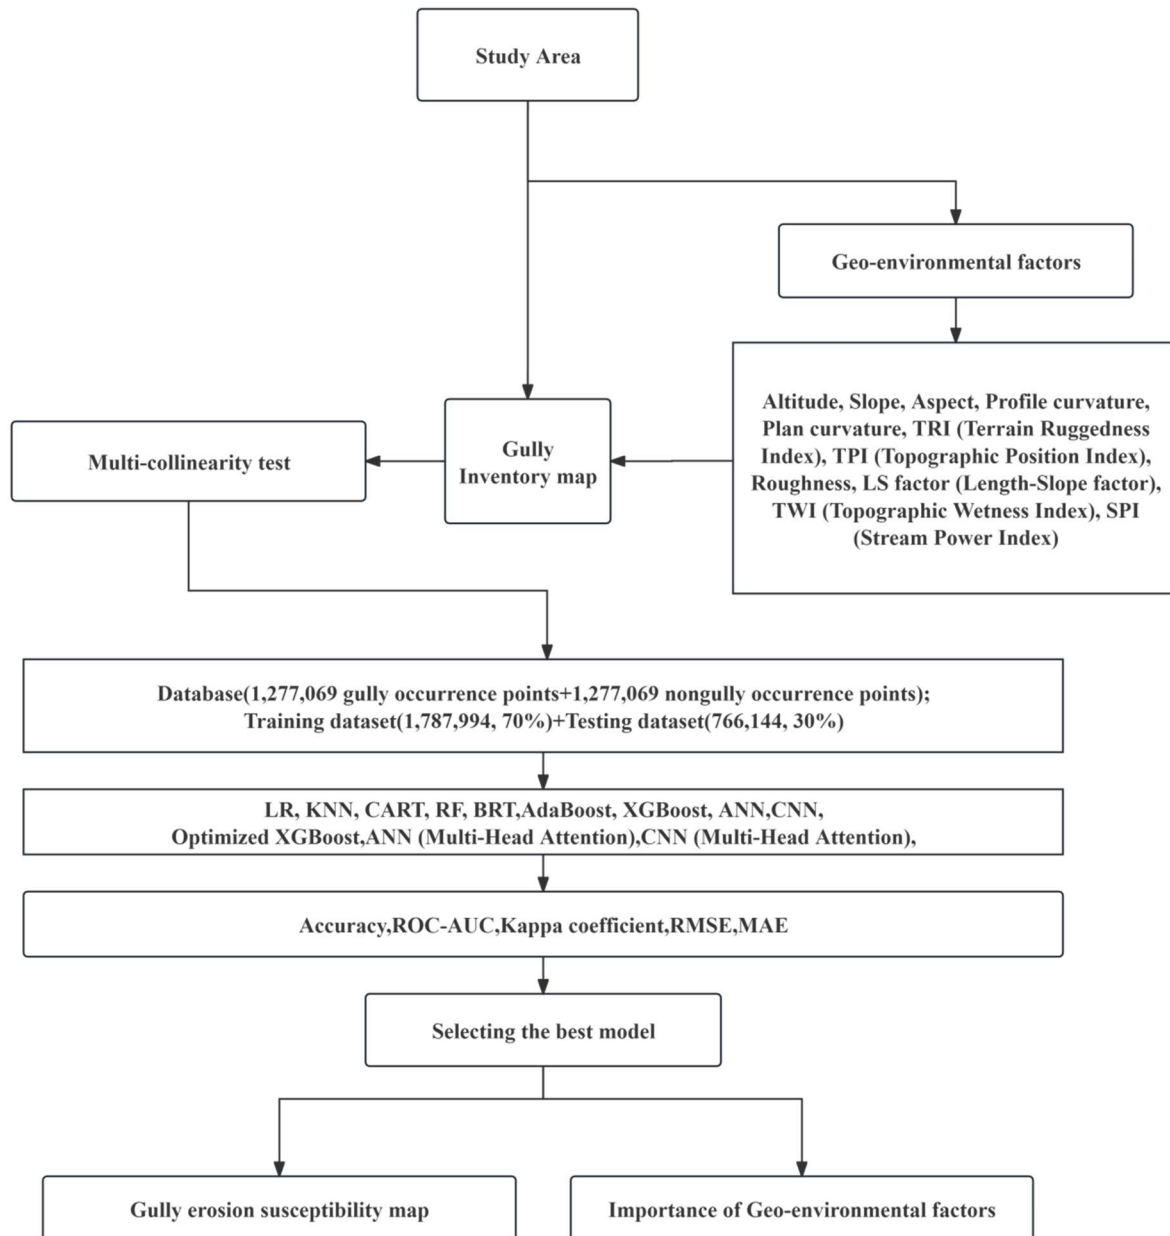 Study Area
Geo-environmental factors
Altitude, Slope, Aspect, Profile curvature,
Plan curvature, TRI (Terrain Ruggedness
Index), TPI (Topographic Position Index),
Roughness, LS factor (Length-Slope factor),
TWI (Topographic Wetness Index), SPI
(Stream Power Index)
Gully
Inventory map
Multi-collinearity test
Database(1,277,069 gully occurrence points+1,277,069 nongully occurrence points);
Training dataset(1,787,994, 70%)+Testing dataset(766,144, 30%)
LR, KNN, CART, RF, BRT,AdaBoost, XGBoost, ANN,CNN,
Optimized XGBoost,ANN (Multi-Head Attention),CNN (Multi-Head Attention),
Accuracy,ROC-AUC,Kappa coefficient,RMSE,MAE
Selecting the best model
Gully erosion susceptibility map
Importance of Geo-environmental factors